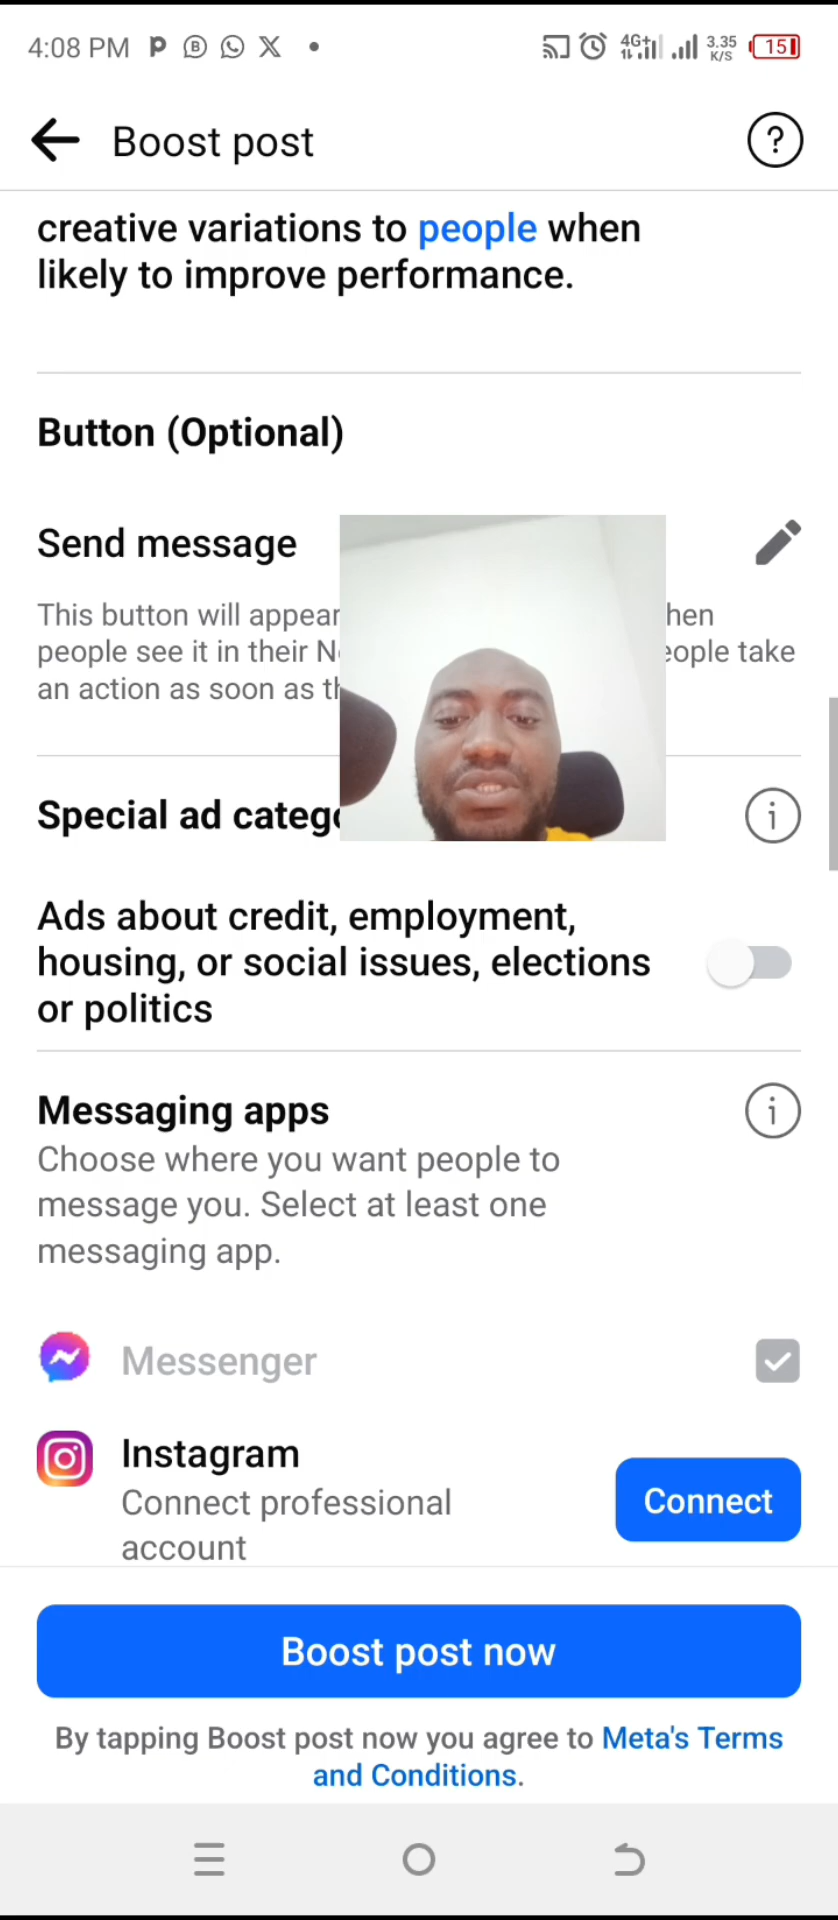 4:08 PM P B X • 4G+ 3.35 K/S 15
Boost post ?
creative variations to people when
likely to improve performance.
Button (Optional)
Send message
This button will appear hen
people see it in their eople take
an action as soon as
Special ad
Ads about credit, employment,
housing, or social issues, elections
or politics
Messaging apps
Choose where you want people to
message you. Select at least one
messaging app.
Messenger
Instagram
Connect professional
account
Connect
Boost post now
By tapping Boost post now you agree to Meta's Terms
and Conditions.